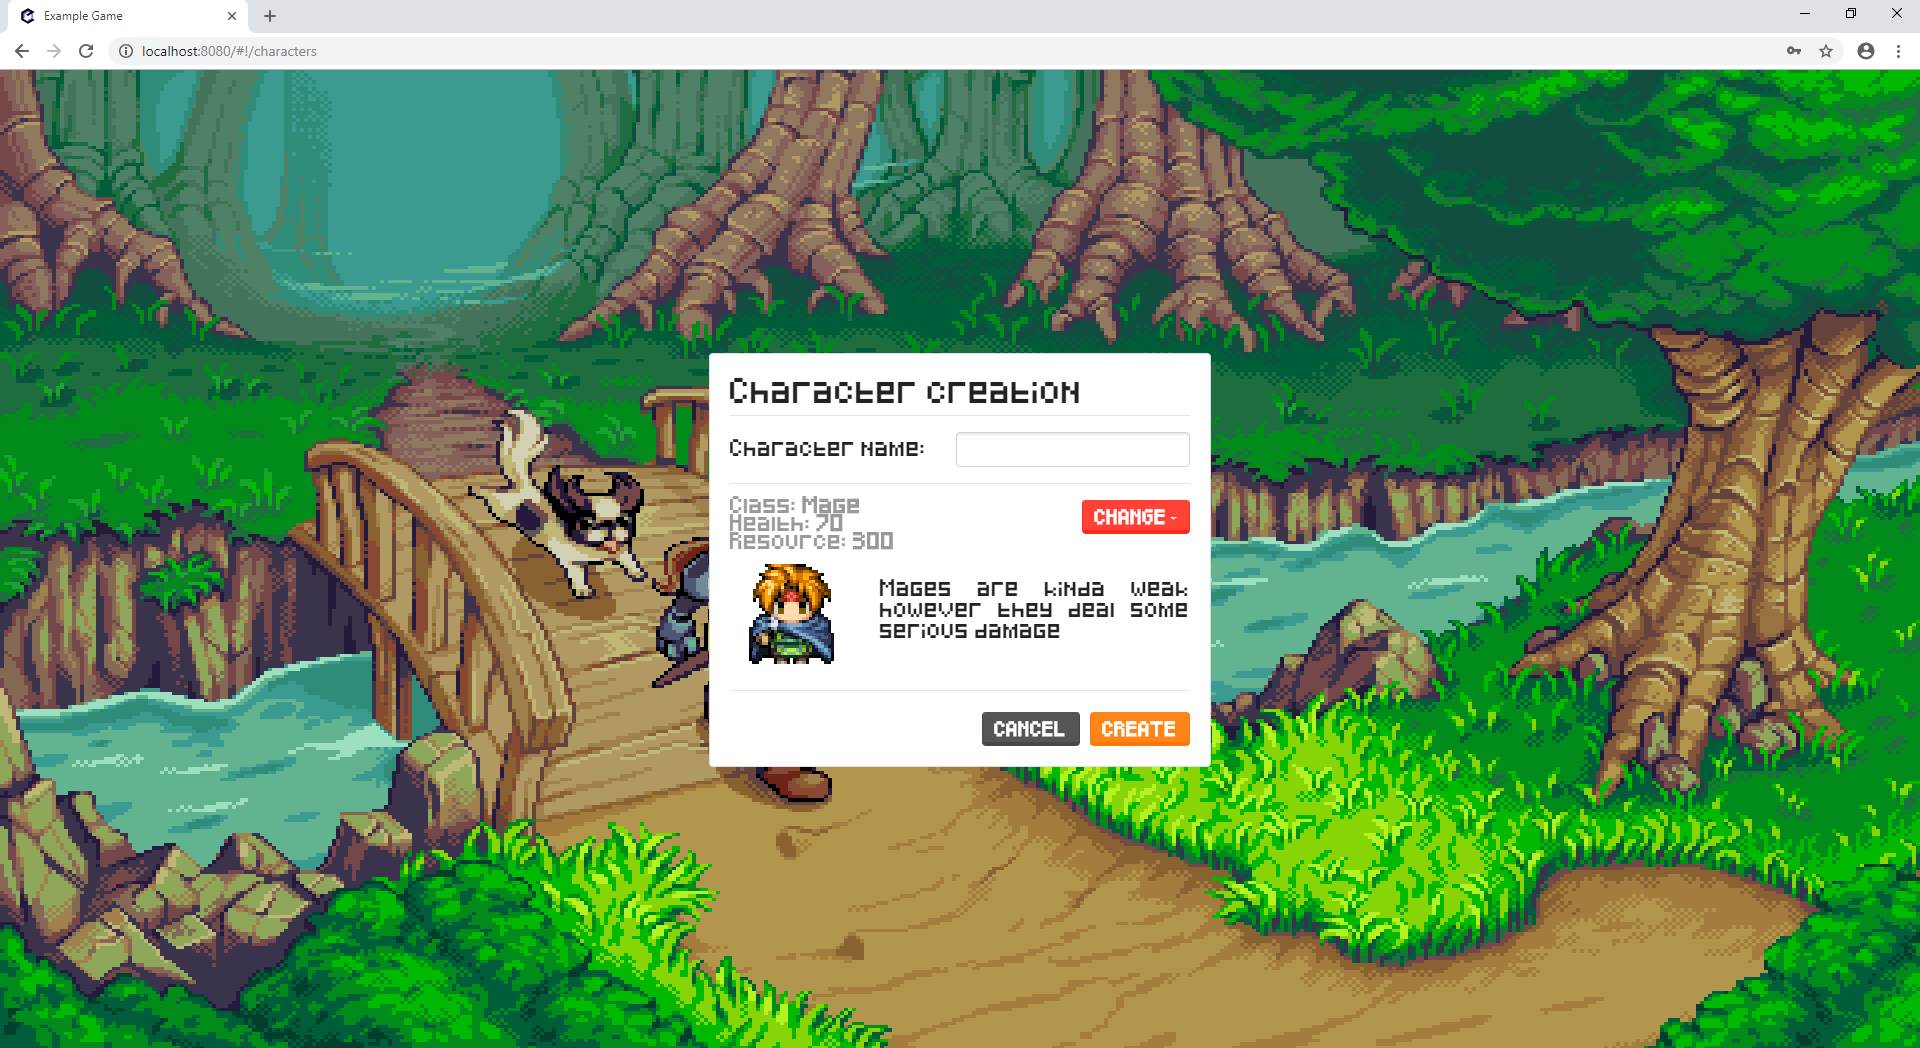 Example Game
localhost:8080/#!/characters
Character creation
Character name:
Class: Mage
Health: 70
Resource: 300
CHANGE
Mages are kinda weak
however they deal some
serious damage
CANCEL
CREATE